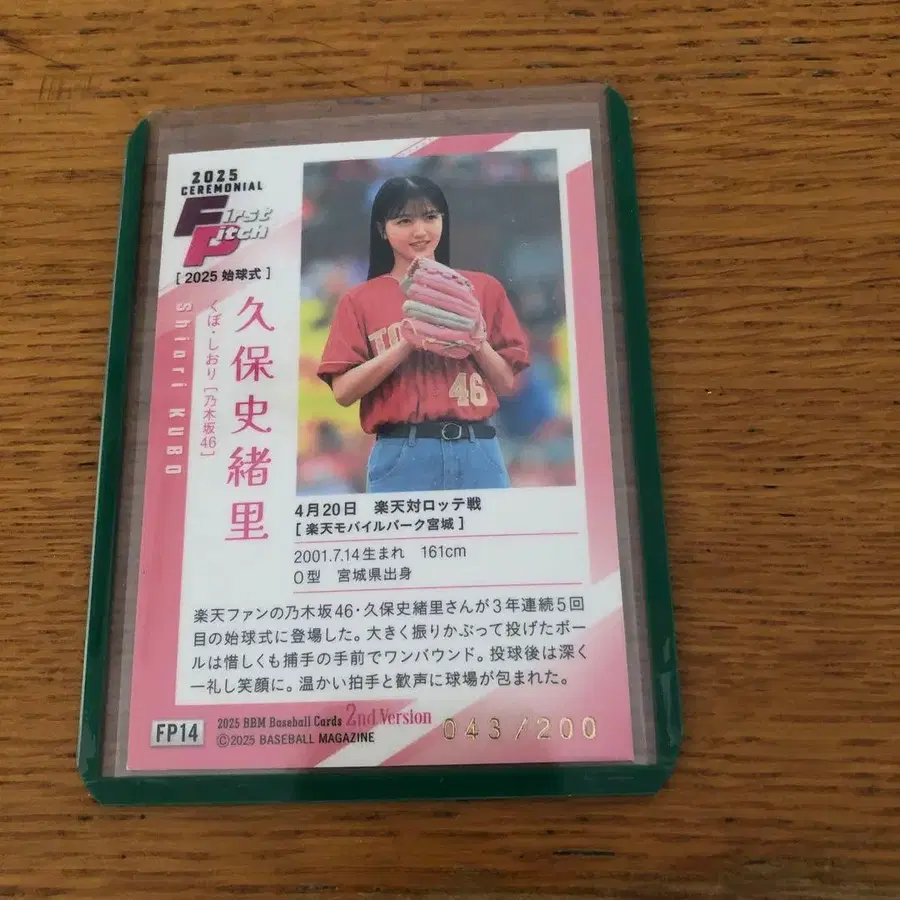 2025
CEREMONIAL
First
Pitch
[ 2025 始球式 ]
久保史緒里
くぼ・しおり [乃木坂46]
Shiori KUBO
46
4月20日 楽天対ロッテ戦
[ 楽天モバイルパーク宮城 ]
2001.7.14生まれ 161cm
O型 宮城県出身
楽天ファンの乃木坂46・久保史緒里さんが3年連続5回
目の始球式に登場した。大きく振りかぶって投げたボー
ルは惜しくも捕手の手前でワンバウンド。投球後は深く
一礼し笑顔に。温かい拍手と歓声に球場が包まれた。
FP14
2025 BBM Baseball Cards 2nd Version
©2025 BASEBALL MAGAZINE
043/200